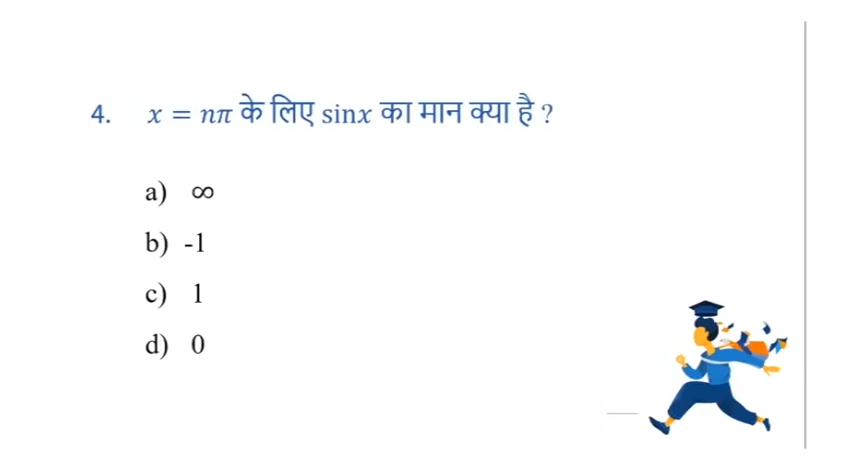 4. x = nπ के लिए sinx का मान क्या है ?
a) ∞
b) -1
c) 1
d) 0